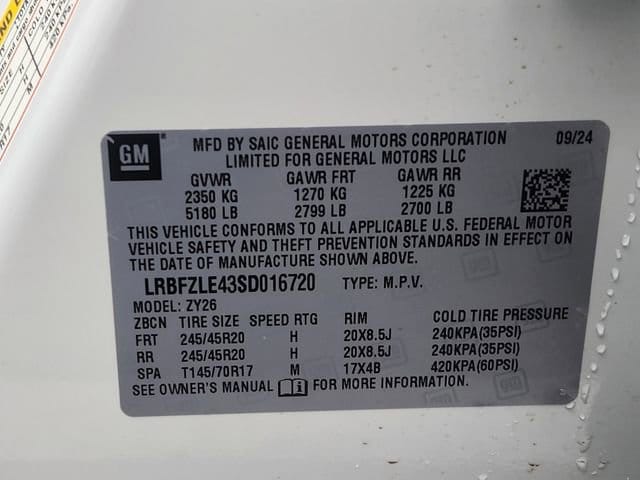 GM
MFD BY SAIC GENERAL MOTORS CORPORATION 09/24
LIMITED FOR GENERAL MOTORS LLC
GVWR GAWR FRT GAWR RR
2350 KG 1270 KG 1225 KG
5180 LB 2799 LB 2700 LB
THIS VEHICLE CONFORMS TO ALL APPLICABLE U.S. FEDERAL MOTOR
VEHICLE SAFETY AND THEFT PREVENTION STANDARDS IN EFFECT ON
THE DATE OF MANUFACTURE SHOWN ABOVE.
LRBFZLE43SD016720 TYPE: M.P.V.
MODEL: ZY26
ZBCN TIRE SIZE SPEED RTG RIM COLD TIRE PRESSURE
FRT 245/45R20 H 20X8.5J 240KPA(35PSI)
RR 245/45R20 H 20X8.5J 240KPA(35PSI)
SPA T145/70R17 M 17X4B 420KPA(60PSI)
SEE OWNER'S MANUAL FOR MORE INFORMATION.